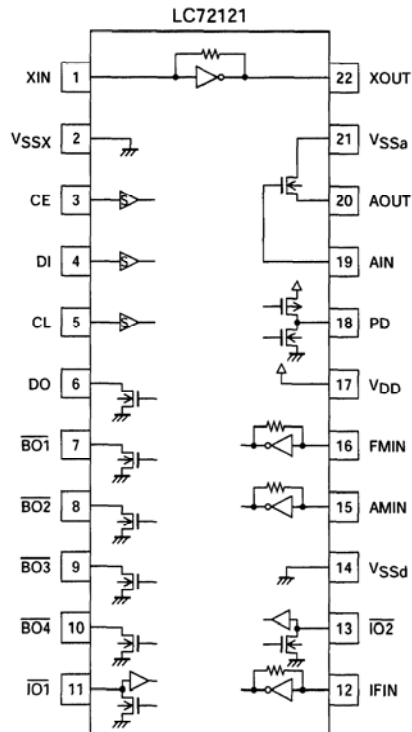 LC72121
XIN 1 22 XOUT
VSSX 2 21 VSSa
CE 3 S 20 AOUT
DI 4 S 19 AIN
CL 5 S 18 PD
DO 6 17 VDD
BO1 7 16 FMIN
BO2 8 15 AMIN
BO3 9 14 VSSd
BO4 10 13 IO2
IO1 11 12 IFIN